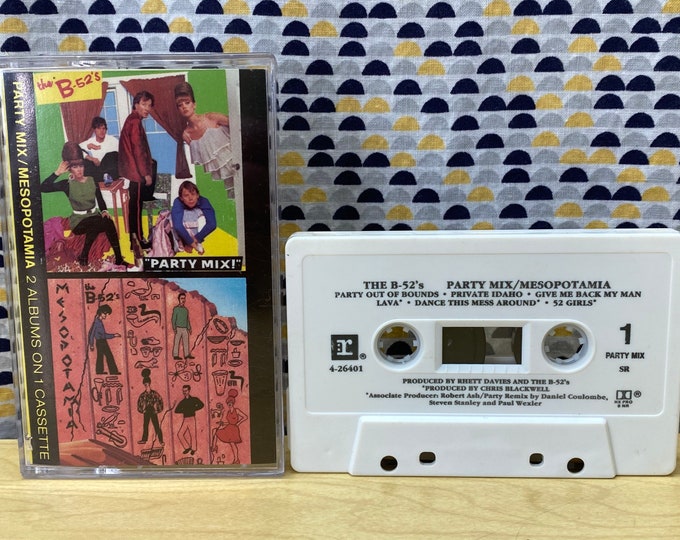 the B-52's
"PARTY MIX!"
the
B-52's
MESOPOTAMIA
PARTY MIX/MESOPOTAMIA 2 ALBUMS ON 1 CASSETTE
THE B-52's PARTY MIX/MESOPOTAMIA
PARTY OUT OF BOUNDS • PRIVATE IDAHO • GIVE ME BACK MY MAN
LAVA* • DANCE THIS MESS AROUND* • 52 GIRLS*
r
4-26401
1
PARTY MIX
SR
HX PRO
B NR
PRODUCED BY RHETT DAVIES AND THE B-52's
*PRODUCED BY CHRIS BLACKWELL
*Associate Producer: Robert Ash/Party Remix by Daniel Coulombe,
Steven Stanley and Paul Wexler